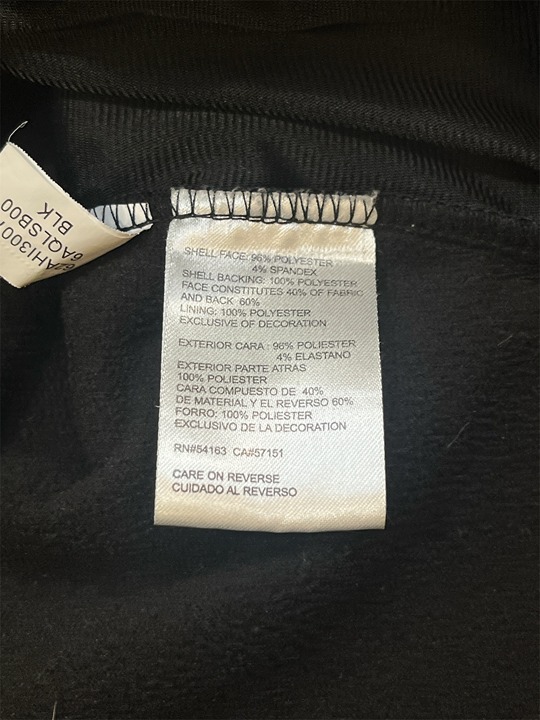 6AQLSB00
BLK
SHELL FACE: 96% POLYESTER
4% SPANDEX
SHELL BACKING: 100% POLYESTER
FACE CONSTITUTES 40% OF FABRIC
AND BACK 60%
LINING: 100% POLYESTER
EXCLUSIVE OF DECORATION
EXTERIOR CARA : 96% POLIESTER
4% ELASTANO
EXTERIOR PARTE ATRAS
100% POLIESTER
CARA COMPUESTO DE 40%
DE MATERIAL Y EL REVERSO 60%
FORRO: 100% POLIESTER
EXCLUSIVO DE LA DECORATION
RN#54163 CA#57151
CARE ON REVERSE
CUIDADO AL REVERSO